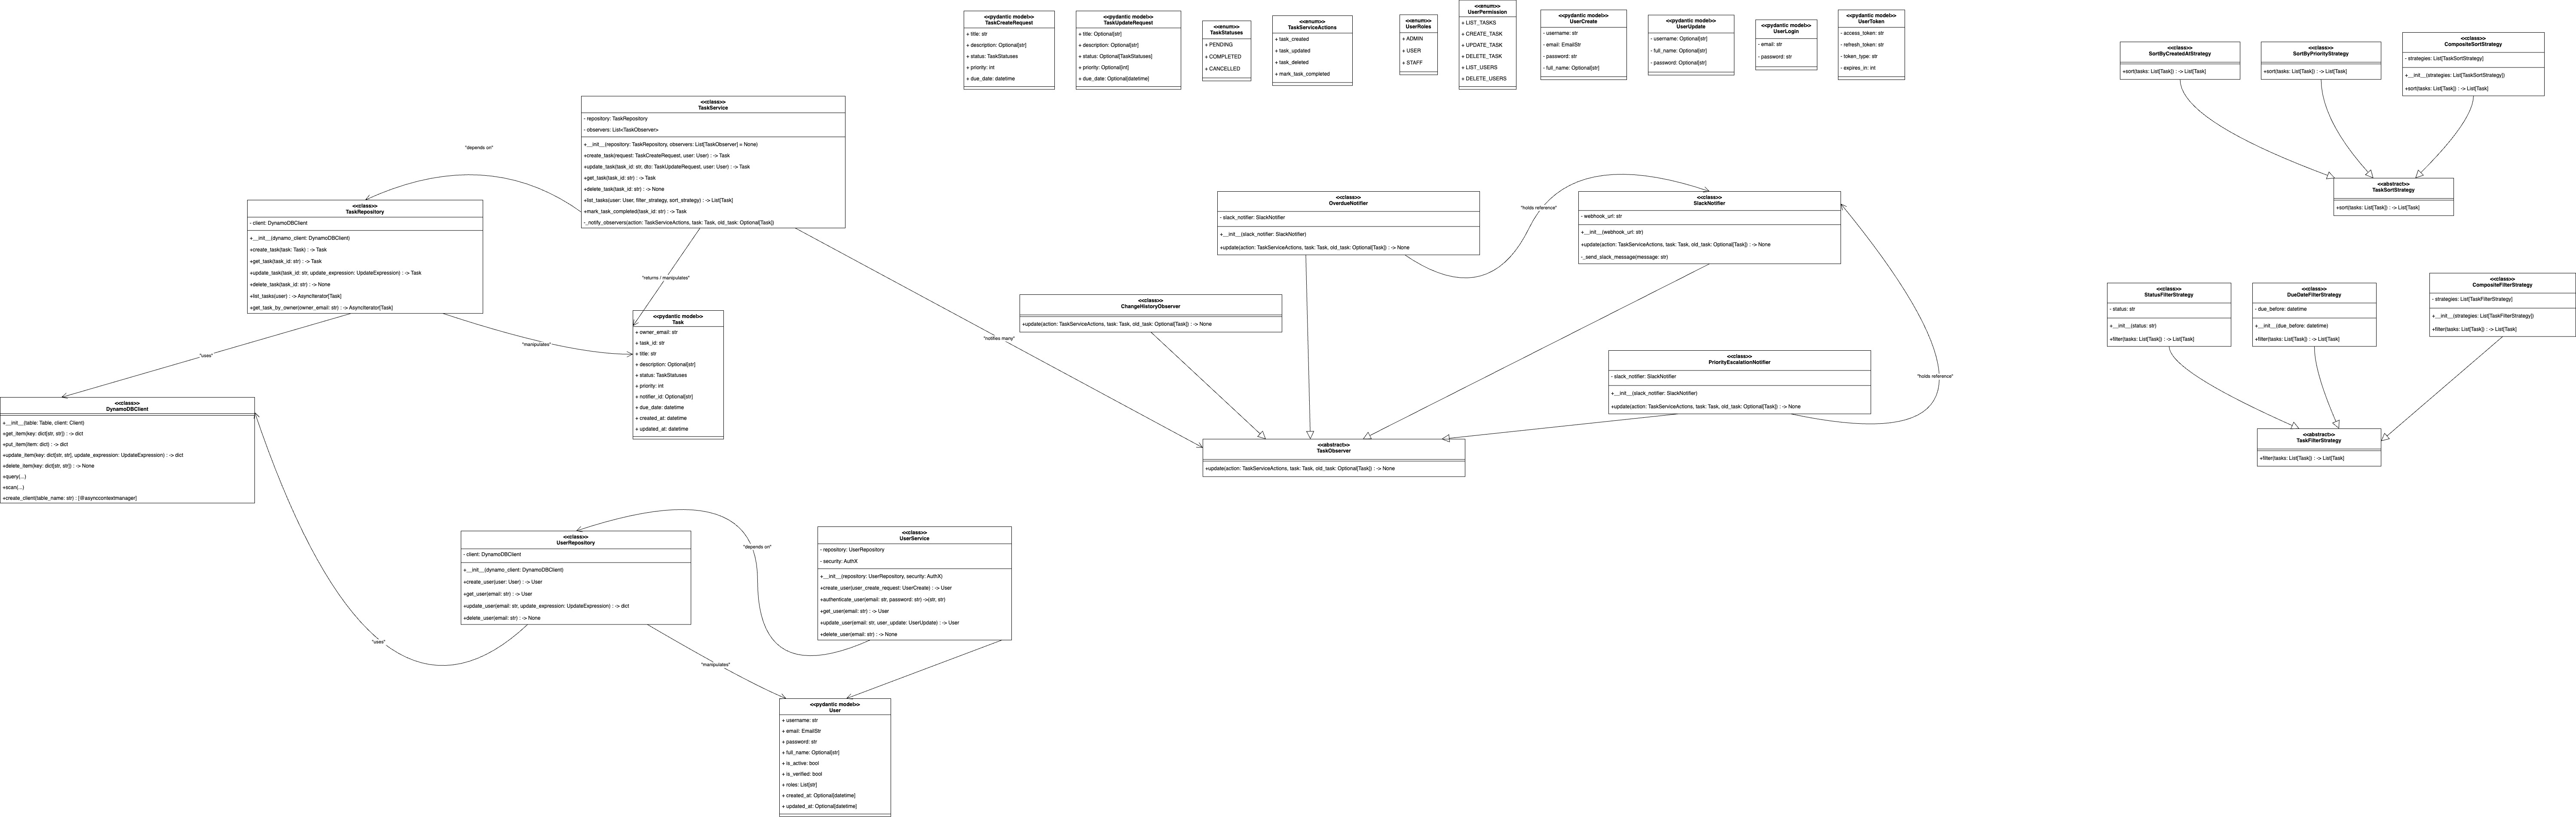 <<pydantic model>>
TaskCreateRequest
+ title: str
+ description: Optional[str]
+ status: TaskStatuses
+ priority: int
+ due_date: datetime
<<pydantic model>>
TaskUpdateRequest
+ title: Optional[str]
+ description: Optional[str]
+ status: Optional[TaskStatuses]
+ priority: Optional[int]
+ due_date: Optional[datetime]
<<enum>>
TaskStatuses
+ PENDING
+ COMPLETED
+ CANCELLED
<<enum>>
TaskServiceActions
+ task_created
+ task_updated
+ task_deleted
+ mark_task_completed
<<enum>>
UserRoles
+ ADMIN
+ USER
+ STAFF
<<enum>>
UserPermission
+ LIST_TASKS
+ CREATE_TASK
+ UPDATE_TASK
+ DELETE_TASK
+ LIST_USERS
+ DELETE_USERS
<<pydantic model>>
UserCreate
- username: str
- email: EmailStr
- password: str
- full_name: Optional[str]
<<pydantic model>>
UserUpdate
- username: Optional[str]
- full_name: Optional[str]
- password: Optional[str]
<<pydantic model>>
UserLogin
- email: str
- password: str
<<pydantic model>>
UserToken
- access_token: str
- refresh_token: str
- token_type: str
- expires_in: int
<<class>>
SortByCreatedAtStrategy
+sort(tasks: List[Task]) : -> List[Task]
<<class>>
SortByPriorityStrategy
+sort(tasks: List[Task]) : -> List[Task]
<<class>>
CompositeSortStrategy
- strategies: List[TaskSortStrategy]
+__init__(strategies: List[TaskSortStrategy])
+sort(tasks: List[Task]) : -> List[Task]
<<abstract>>
TaskSortStrategy
+sort(tasks: List[Task]) : -> List[Task]
<<class>>
TaskService
- repository: TaskRepository
- observers: List<TaskObserver>
+__init__(repository: TaskRepository, observers: List[TaskObserver] = None)
+create_task(request: TaskCreateRequest, user: User) : -> Task
+update_task(task_id: str, dto: TaskUpdateRequest, user: User) : -> Task
+get_task(task_id: str) : -> Task
+delete_task(task_id: str) : -> None
+list_tasks(user: User, filter_strategy, sort_strategy) : -> List[Task]
+mark_task_completed(task_id: str) : -> Task
-_notify_observers(action: TaskServiceActions, task: Task, old_task: Optional[Task])
"depends on"
<<class>>
TaskRepository
- client: DynamoDBClient
+__init__(dynamo_client: DynamoDBClient)
+create_task(task: Task) : -> Task
+get_task(task_id: str) : -> Task
+update_task(task_id: str, update_expression: UpdateExpression) : -> Task
+delete_task(task_id: str) : -> None
+list_tasks(user) : -> AsyncIterator[Task]
+get_task_by_owner(owner_email: str) : -> AsyncIterator[Task]
"returns / manipulates"
"manipulates"
"notifies many"
"uses"
<<pydantic model>>
Task
+ owner_email: str
+ task_id: str
+ title: str
+ description: Optional[str]
+ status: TaskStatuses
+ priority: int
+ notifier_id: Optional[str]
+ due_date: datetime
+ created_at: datetime
+ updated_at: datetime
<<class>>
OverdueNotifier
- slack_notifier: SlackNotifier
+__init__(slack_notifier: SlackNotifier)
+update(action: TaskServiceActions, task: Task, old_task: Optional[Task]) : -> None
"holds reference"
<<class>>
SlackNotifier
- webhook_url: str
+__init__(webhook_url: str)
+update(action: TaskServiceActions, task: Task, old_task: Optional[Task]) : -> None
-_send_slack_message(message: str)
<<class>>
ChangeHistoryObserver
+update(action: TaskServiceActions, task: Task, old_task: Optional[Task]) : -> None
<<class>>
PriorityEscalationNotifier
- slack_notifier: SlackNotifier
+__init__(slack_notifier: SlackNotifier)
+update(action: TaskServiceActions, task: Task, old_task: Optional[Task]) : -> None
"holds reference"
<<abstract>>
TaskObserver
+update(action: TaskServiceActions, task: Task, old_task: Optional[Task]) : -> None
<<class>>
StatusFilterStrategy
- status: str
+__init__(status: str)
+filter(tasks: List[Task]) : -> List[Task]
<<class>>
DueDateFilterStrategy
- due_before: datetime
+__init__(due_before: datetime)
+filter(tasks: List[Task]) : -> List[Task]
<<class>>
CompositeFilterStrategy
- strategies: List[TaskFilterStrategy]
+__init__(strategies: List[TaskFilterStrategy])
+filter(tasks: List[Task]) : -> List[Task]
<<abstract>>
TaskFilterStrategy
+filter(tasks: List[Task]) : -> List[Task]
<<class>>
DynamoDBClient
+__init__(table: Table, client: Client)
+get_item(key: dict[str, str]) : -> dict
+put_item(item: dict) : -> dict
+update_item(key: dict[str, str], update_expression: UpdateExpression) : -> dict
+delete_item(key: dict[str, str]) : -> None
+query(...)
+scan(...)
+create_client(table_name: str) : [@asynccontextmanager]
"uses"
<<class>>
UserRepository
- client: DynamoDBClient
+__init__(dynamo_client: DynamoDBClient)
+create_user(user: User) : -> User
+get_user(email: str) : -> User
+update_user(email: str, update_expression: UpdateExpression) : -> dict
+delete_user(email: str) : -> None
"depends on"
<<class>>
UserService
- repository: UserRepository
- security: AuthX
+__init__(repository: UserRepository, security: AuthX)
+create_user(user_create_request: UserCreate) : -> User
+authenticate_user(email: str, password: str) ->(str, str)
+get_user(email: str) : -> User
+update_user(email: str, user_update: UserUpdate) : -> User
+delete_user(email: str) : -> None
"manipulates"
<<pydantic model>>
User
+ username: str
+ email: EmailStr
+ password: str
+ full_name: Optional[str]
+ is_active: bool
+ is_verified: bool
+ roles: List[str]
+ created_at: Optional[datetime]
+ updated_at: Optional[datetime]